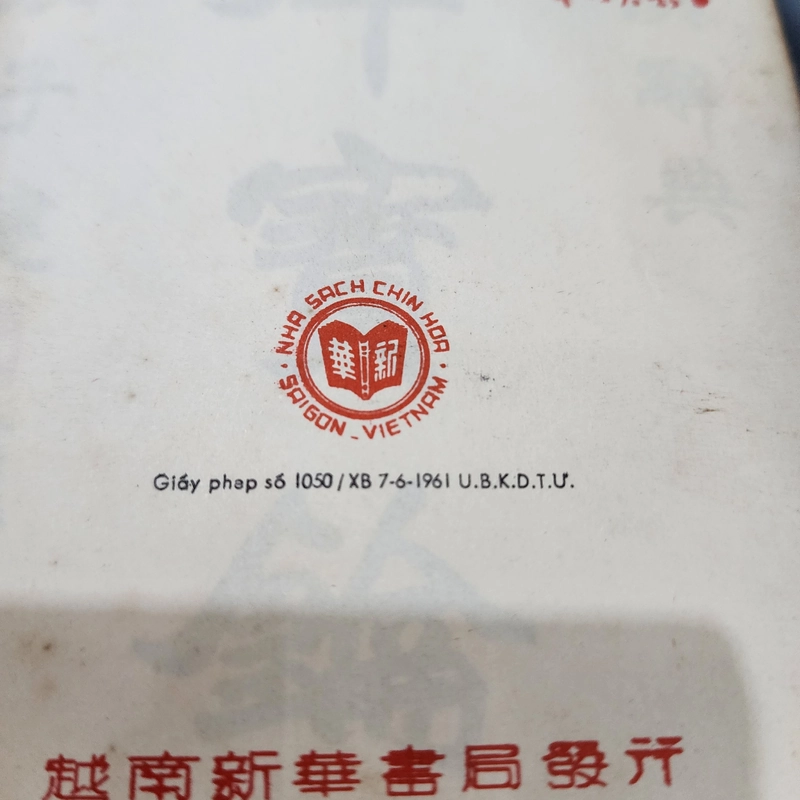 NHA SACH CHIN HOA
華 新
SAIGON _ VIETNAM
Giấy phep số 1050 / XB 7-6-1961 U.B.K.D.T.Ư.
越南新華書局發行